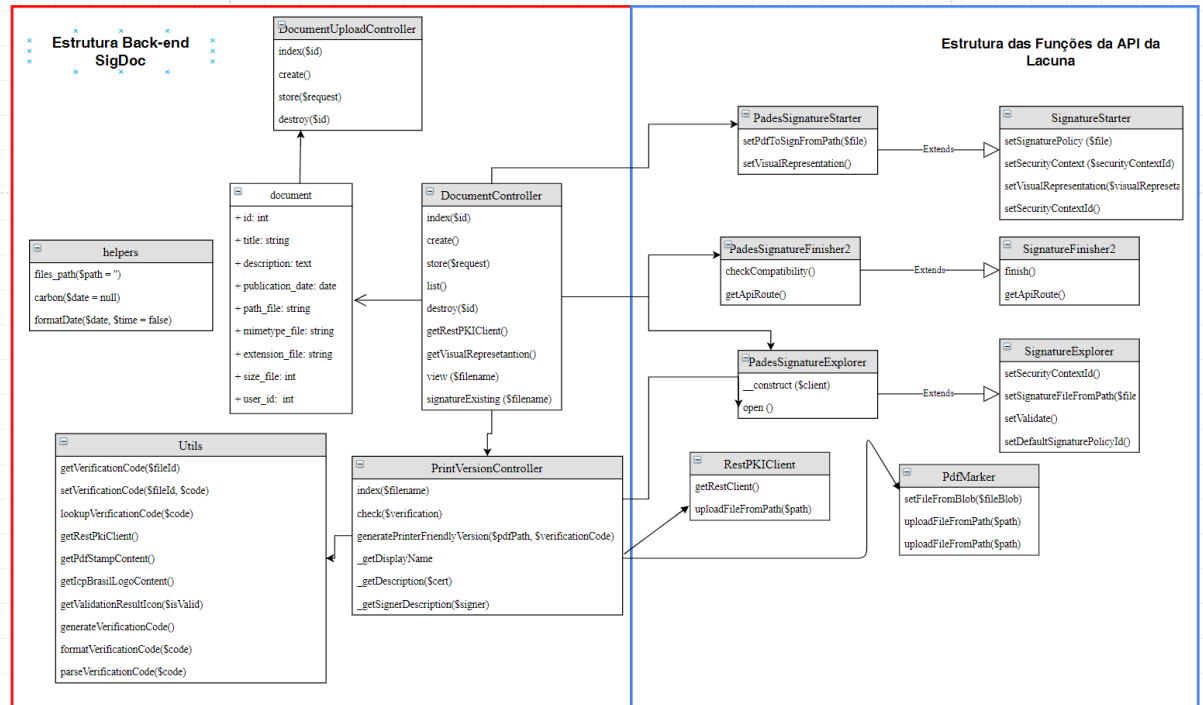 Estrutura Back-end
SigDoc
DocumentUploadController
index($id)
create()
store($request)
destroy($id)
Estrutura das Funções da API da
Lacuna
document
+ id: int
+ title: string
+ description: text
+ publication_date: date
+ path_file: string
+ mimetype_file: string
+ extension_file: string
+ size_file: int
+ user_id: int
DocumentController
index($id)
create()
store($request)
list()
destroy($id)
getRestPKIClient()
getVisualRepresetantion()
view ($filename)
signatureExisting ($filename)
helpers
files_path($path = '')
carbon($date = null)
formatDate($date, $time = false)
Utils
getVerificationCode($fileId)
setVerificationCode($fileId, $code)
lookupVerificationCode($code)
getRestPkiClient()
getPdfStampContent()
getIcpBrasilLogoContent()
getValidationResultIcon($isValid)
generateVerificationCode()
formatVerificationCode($code)
parseVerificationCode($code)
PrintVersionController
index($filename)
check($verification)
generatePrinterFriendlyVersion($pdfPath, $verificationCode)
_getDisplayName
_getDescription($cert)
_getSignerDescription($signer)
PadesSignatureStarter
setPdfToSignFromPath($file)
setVisualRepresentation()
Extends
SignatureStarter
setSignaturePolicy ($file)
setSecurityContext ($securityContextId)
setVisualRepresentation($visualRepreseta
setSecurityContextId()
PadesSignatureFinisher2
checkCompatibility()
getApiRoute()
Extends
SignatureFinisher2
finish()
getApiRoute()
PadesSignatureExplorer
__construct ($client)
open ()
Extends
SignatureExplorer
setSecurityContextId()
setSignatureFileFromPath($file
setValidate()
setDefaultSignaturePolicyId()
RestPKIClient
getRestClient()
uploadFileFromPath($path)
PdfMarker
setFileFromBlob($fileBlob)
uploadFileFromPath($path)
uploadFileFromPath($path)